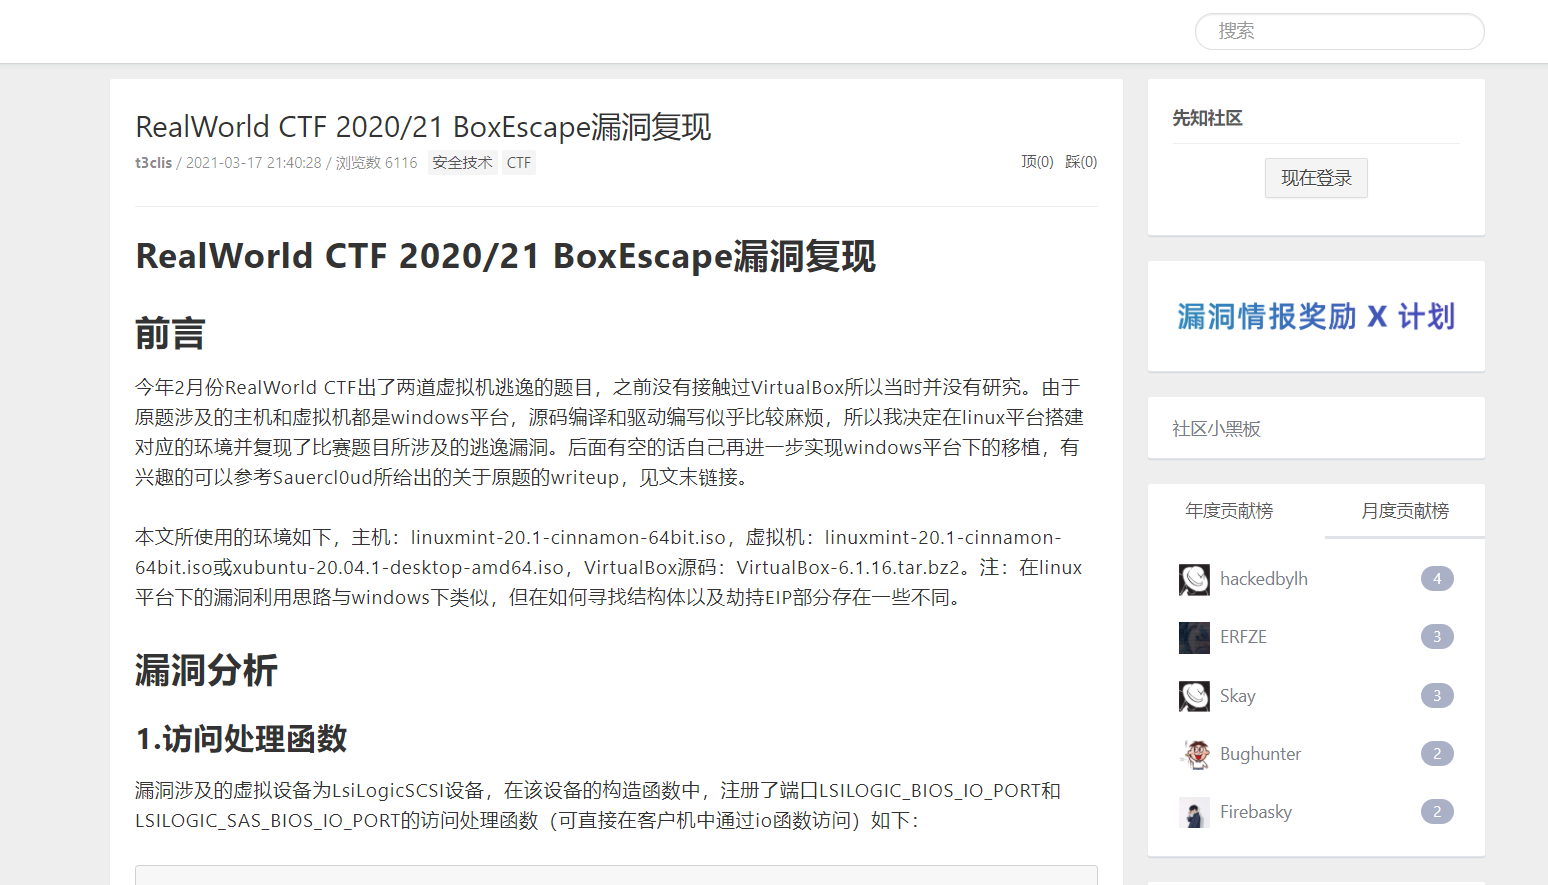 搜索
RealWorld CTF 2020/21 BoxEscape漏洞复现
t3clis / 2021-03-17 21:40:28 / 浏览数 6116 安全技术 CTF 顶(0) 踩(0)
RealWorld CTF 2020/21 BoxEscape漏洞复现
前言
今年2月份RealWorld CTF出了两道虚拟机逃逸的题目，之前没有接触过VirtualBox所以当时并没有研究。由于
原题涉及的主机和虚拟机都是windows平台，源码编译和驱动编写似乎比较麻烦，所以我决定在linux平台搭建
对应的环境并复现了比赛题目所涉及的逃逸漏洞。后面有空的话自己再进一步实现windows平台下的移植，有
兴趣的可以参考Sauercl0ud所给出的关于原题的writeup，见文末链接。
本文所使用的环境如下，主机：linuxmint-20.1-cinnamon-64bit.iso，虚拟机：linuxmint-20.1-cinnamon-
64bit.iso或xubuntu-20.04.1-desktop-amd64.iso，VirtualBox源码：VirtualBox-6.1.16.tar.bz2。注：在linux
平台下的漏洞利用思路与windows下类似，但在如何寻找结构体以及劫持EIP部分存在一些不同。
漏洞分析
1.访问处理函数
漏洞涉及的虚拟设备为LsiLogicSCSI设备，在该设备的构造函数中，注册了端口LSILOGIC_BIOS_IO_PORT和
LSILOGIC_SAS_BIOS_IO_PORT的访问处理函数（可直接在客户机中通过io函数访问）如下：
先知社区
现在登录
漏洞情报奖励 X 计划
社区小黑板
年度贡献榜 月度贡献榜
hackedbylh 4
ERFZE 3
Skay 3
Bughunter 2
Firebasky 2